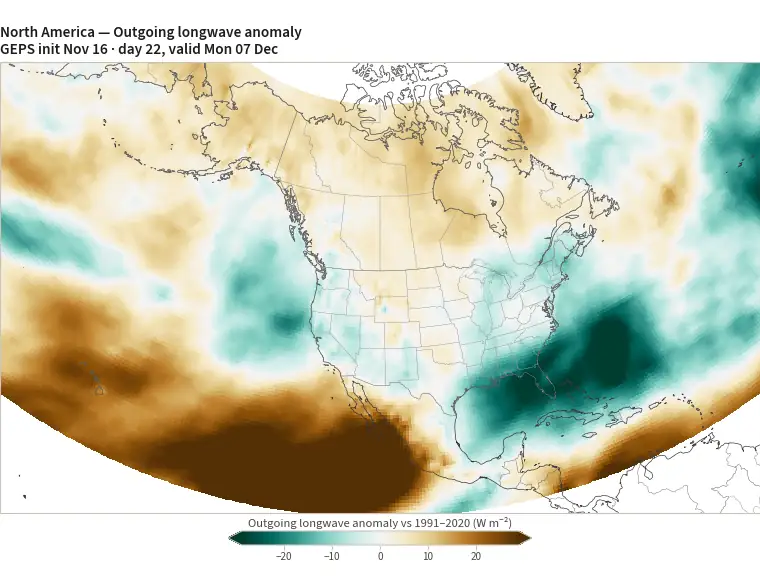 North America — Outgoing longwave anomaly
GEPS init Nov 16 · day 22, valid Mon 07 Dec
Outgoing longwave anomaly vs 1991–2020 (W m⁻²)
−20 −10 0 10 20